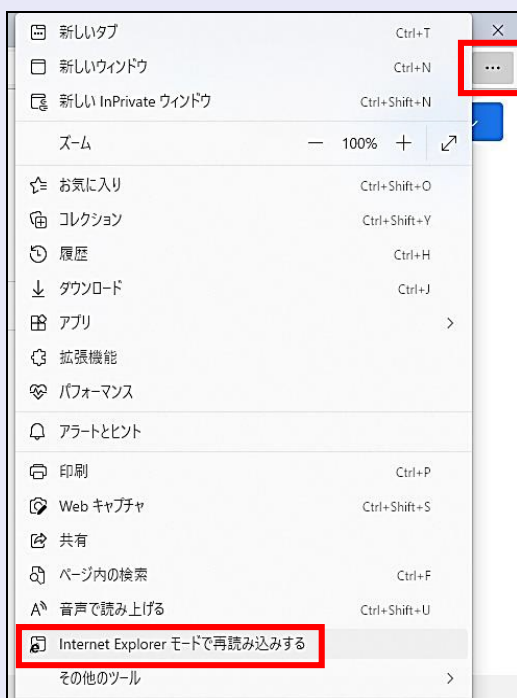 新しいタブ Ctrl+T
新しいウィンドウ Ctrl+N
新しい InPrivate ウィンドウ Ctrl+Shift+N
ズーム — 100% +
お気に入り Ctrl+Shift+O
コレクション Ctrl+Shift+Y
履歴 Ctrl+H
ダウンロード Ctrl+J
アプリ
拡張機能
パフォーマンス
アラートとヒント
印刷 Ctrl+P
Web キャプチャ Ctrl+Shift+S
共有
ページ内の検索 Ctrl+F
音声で読み上げる Ctrl+Shift+U
Internet Explorer モードで再読み込みする
その他のツール